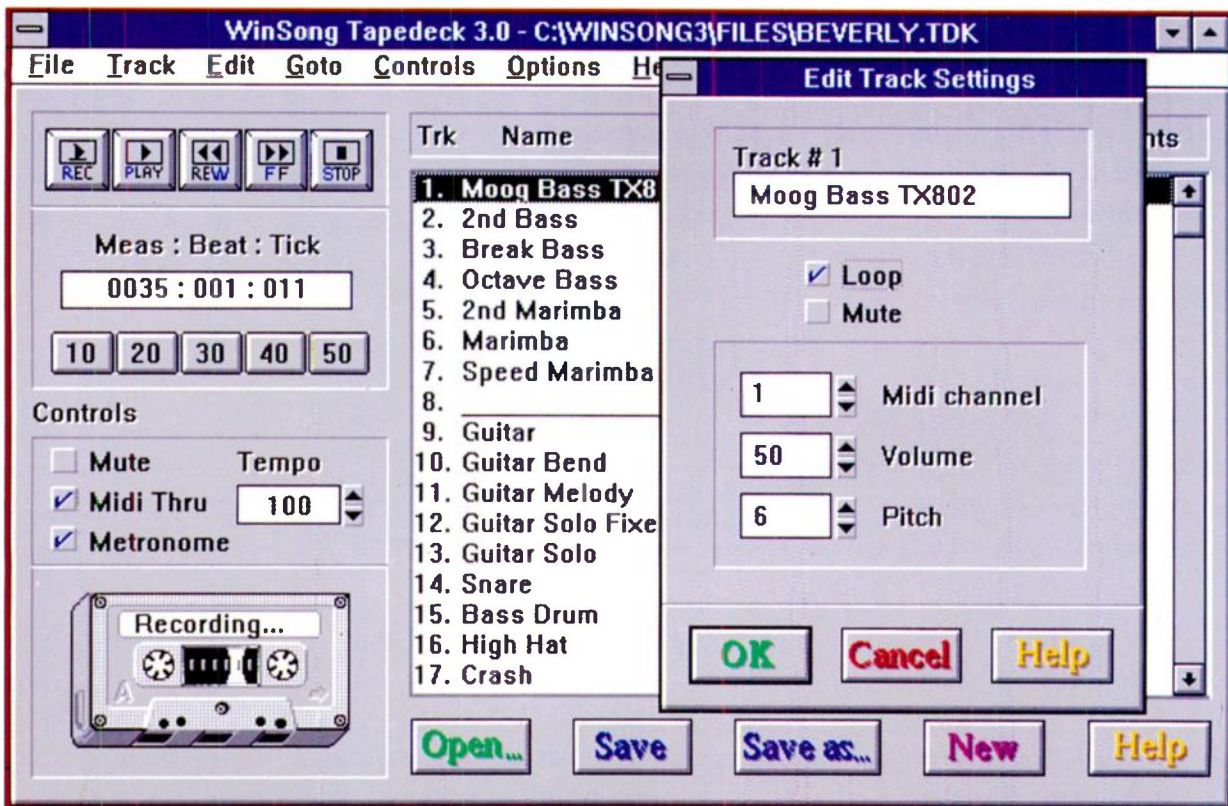 WinSong Tapedeck 3.0 - C:\WINSONG3\FILES\BEVERLY.TDK
File Track Edit Goto Controls Options He
REC PLAY REW FF STOP
Meas : Beat : Tick
0035 : 001 : 011
10 20 30 40 50
Controls
Mute Tempo
Midi Thru 100
Metronome
Recording...
A
Trk Name nts
1. Moog Bass TX8
2. 2nd Bass
3. Break Bass
4. Octave Bass
5. 2nd Marimba
6. Marimba
7. Speed Marimba
8.
9. Guitar
10. Guitar Bend
11. Guitar Melody
12. Guitar Solo Fixe
13. Guitar Solo
14. Snare
15. Bass Drum
16. High Hat
17. Crash
Open... Save Save as... New Help
Edit Track Settings
Track # 1
Moog Bass TX802
Loop
Mute
1 Midi channel
50 Volume
6 Pitch
OK Cancel Help